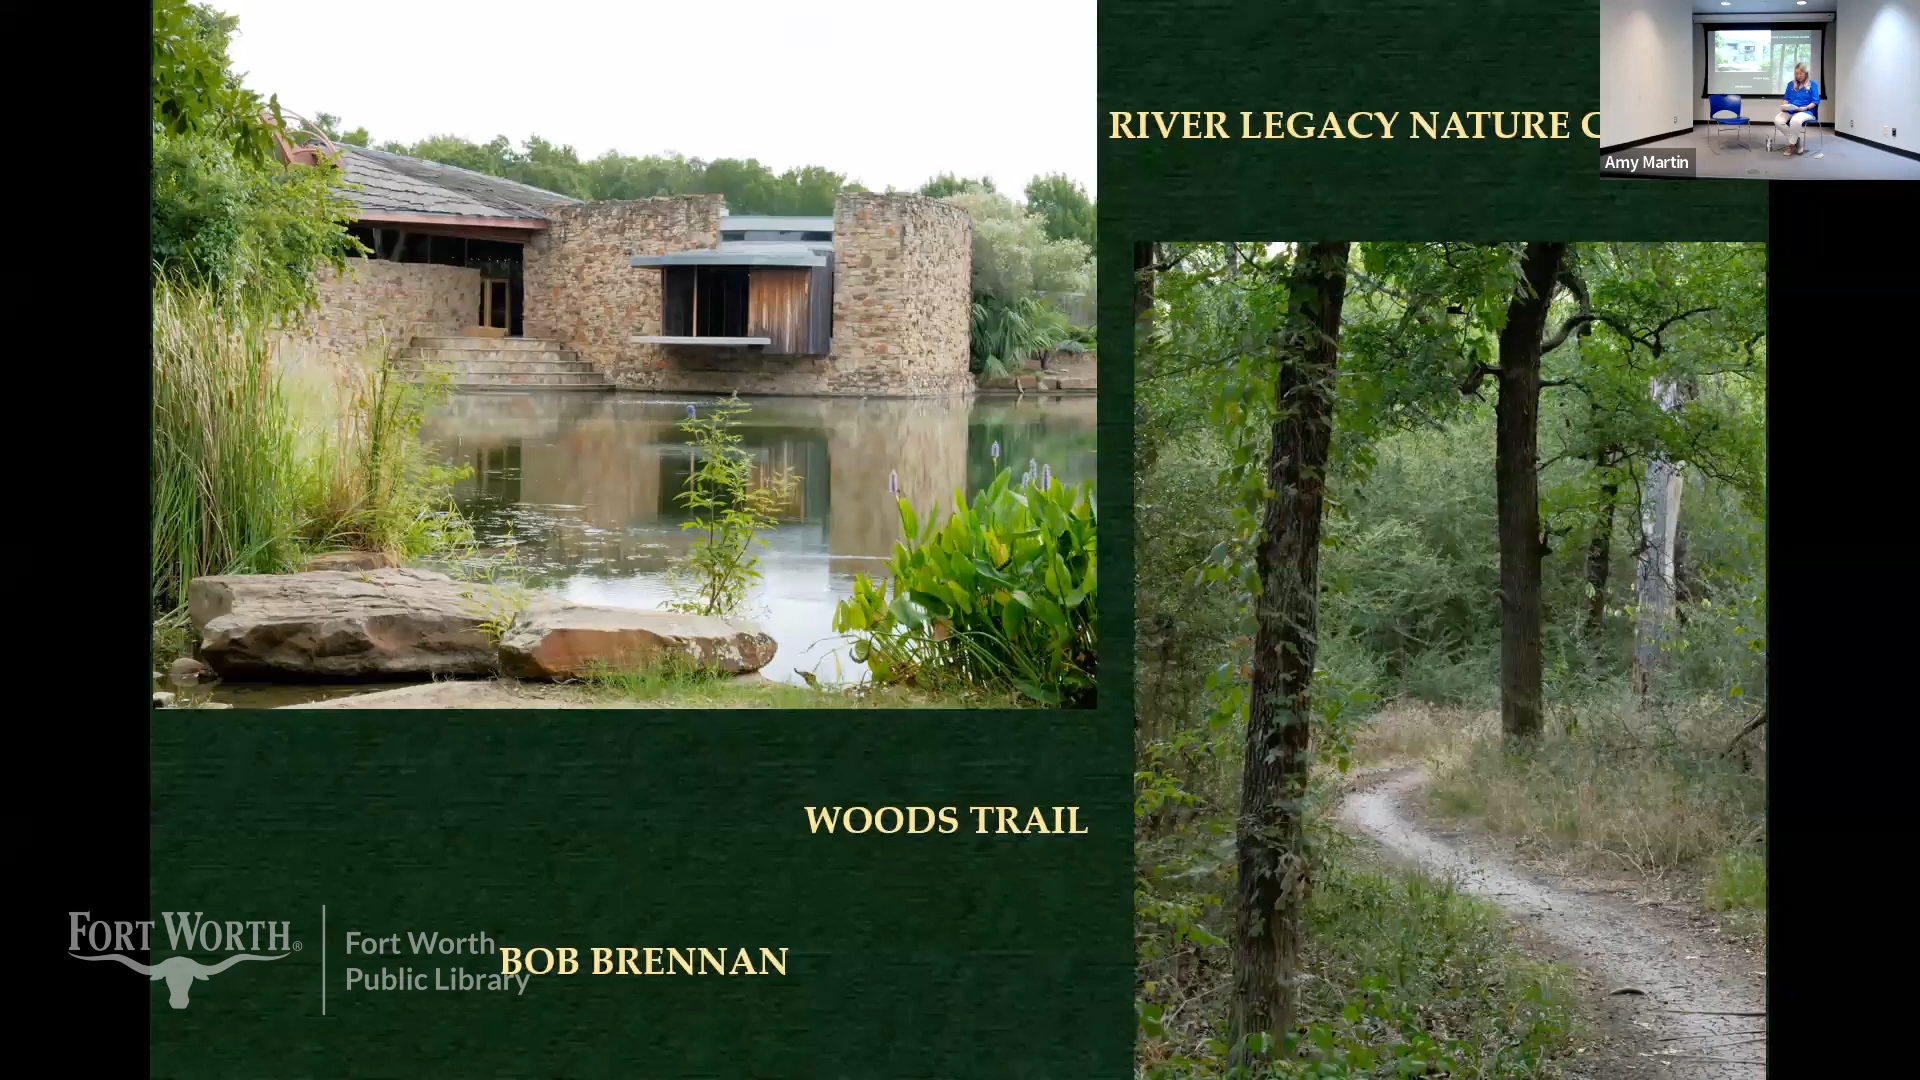 RIVER LEGACY NATURE C
Amy Martin
WOODS TRAIL
BOB BRENNAN
FORT WORTH®
Fort Worth
Public Library